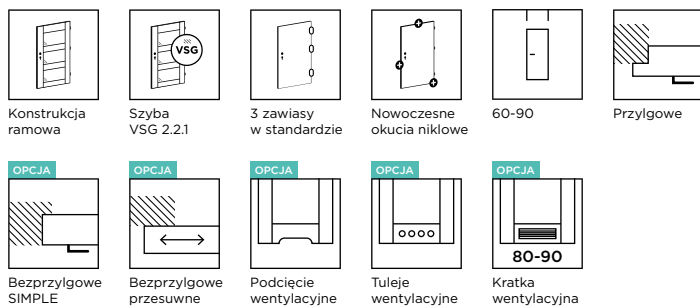 VSG
Konstrukcja
ramowa
Szyba
VSG 2.2.1
3 zawiasy
w standardzie
Nowoczesne
okucia niklowe
60-90
Przylgowe
OPCJA
Bezprzylgowe
SIMPLE
OPCJA
Bezprzylgowe
przesuwne
OPCJA
Podcięcie
wentylacyjne
OPCJA
Tuleje
wentylacyjne
OPCJA
80-90
Kratka
wentylacyjna